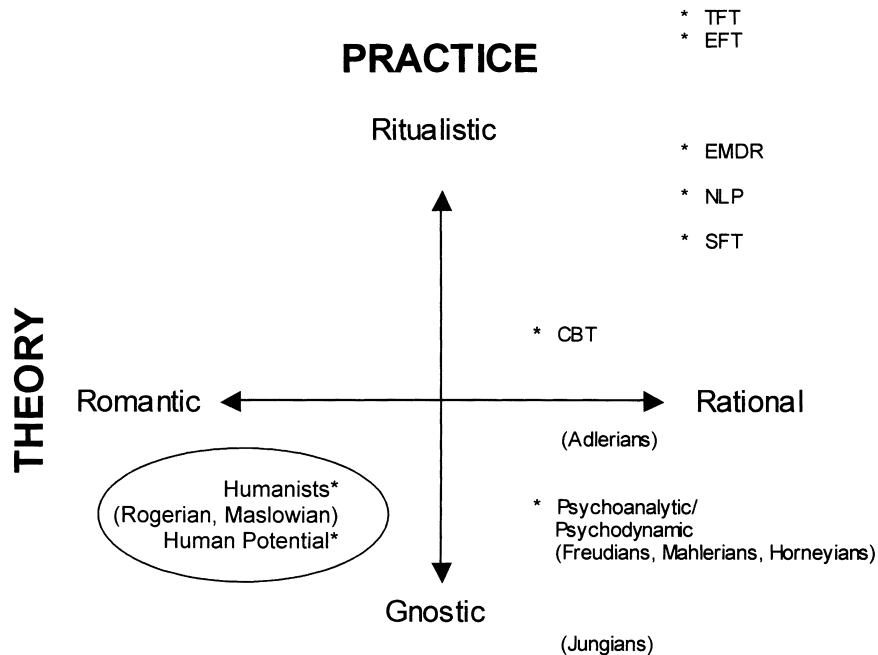 * TFT
* EFT
PRACTICE
Ritualistic
* EMDR
* NLP
* SFT
THEORY
* CBT
Romantic
Rational
(Adlerians)
Humanists*
(Rogerian, Maslowian)
Human Potential*
* Psychoanalytic/
Psychodynamic
(Freudians, Mahlerians, Horneyians)
Gnostic
(Jungians)